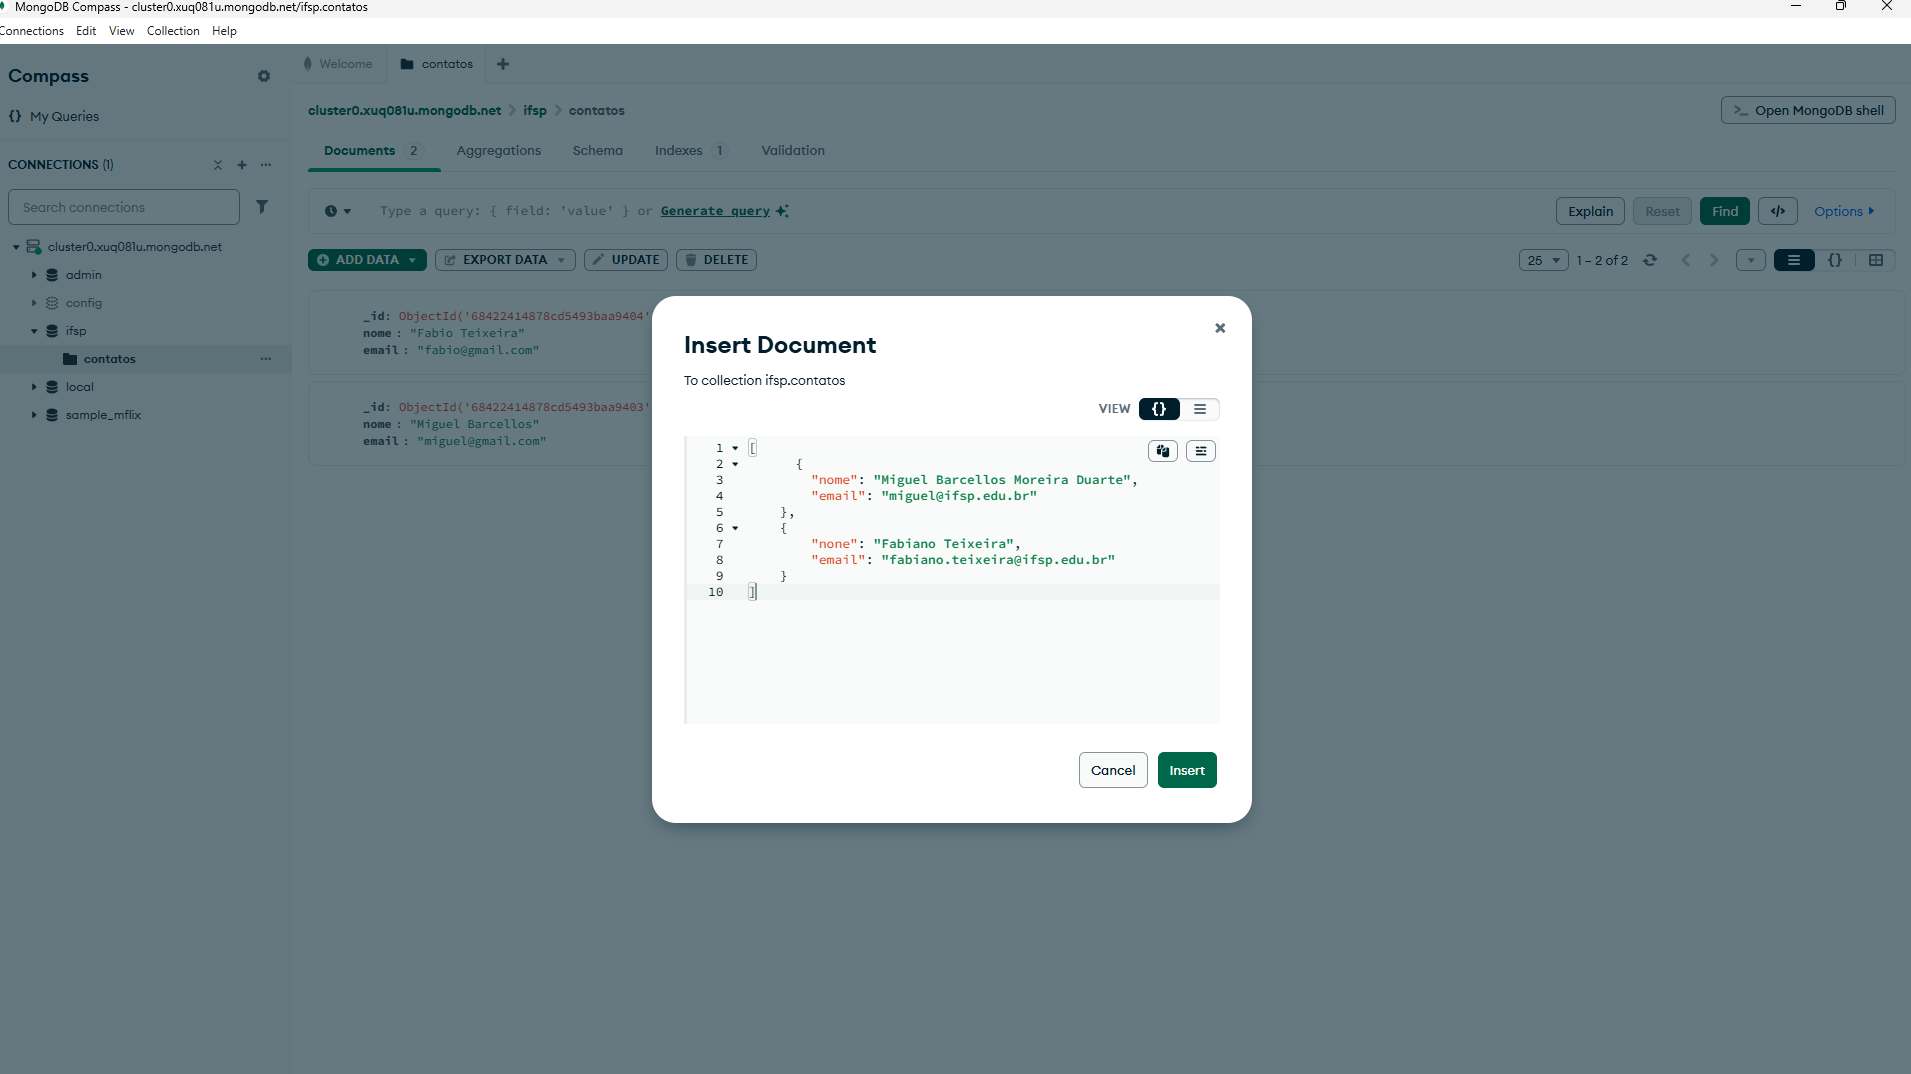 MongoDB Compass - cluster0.xuq081u.mongodb.net/ifsp.contatos
Connections Edit View Collection Help
Compass
{} My Queries
CONNECTIONS (1)
Search connections
cluster0.xuq081u.mongodb.net
admin
config
ifsp
contatos
local
sample_mflix
Welcome
contatos
cluster0.xuq081u.mongodb.net > ifsp > contatos
>_ Open MongoDB shell
Documents 2 Aggregations Schema Indexes 1 Validation
Type a query: { field: 'value' } or Generate query
Explain Reset Find </> Options
ADD DATA EXPORT DATA UPDATE DELETE
25 1 – 2 of 2 {}
_id: ObjectId('68422414878cd5493baa9404'
nome : "Fabio Teixeira"
email : "fabio@gmail.com"
_id: ObjectId('68422414878cd5493baa9403'
nome : "Miguel Barcellos"
email : "miguel@gmail.com"
Insert Document
To collection ifsp.contatos
VIEW {}
1 [
2 {
3 "nome": "Miguel Barcellos Moreira Duarte",
4 "email": "miguel@ifsp.edu.br"
5 },
6 {
7 "none": "Fabiano Teixeira",
8 "email": "fabiano.teixeira@ifsp.edu.br"
9 }
10 ]
Cancel Insert